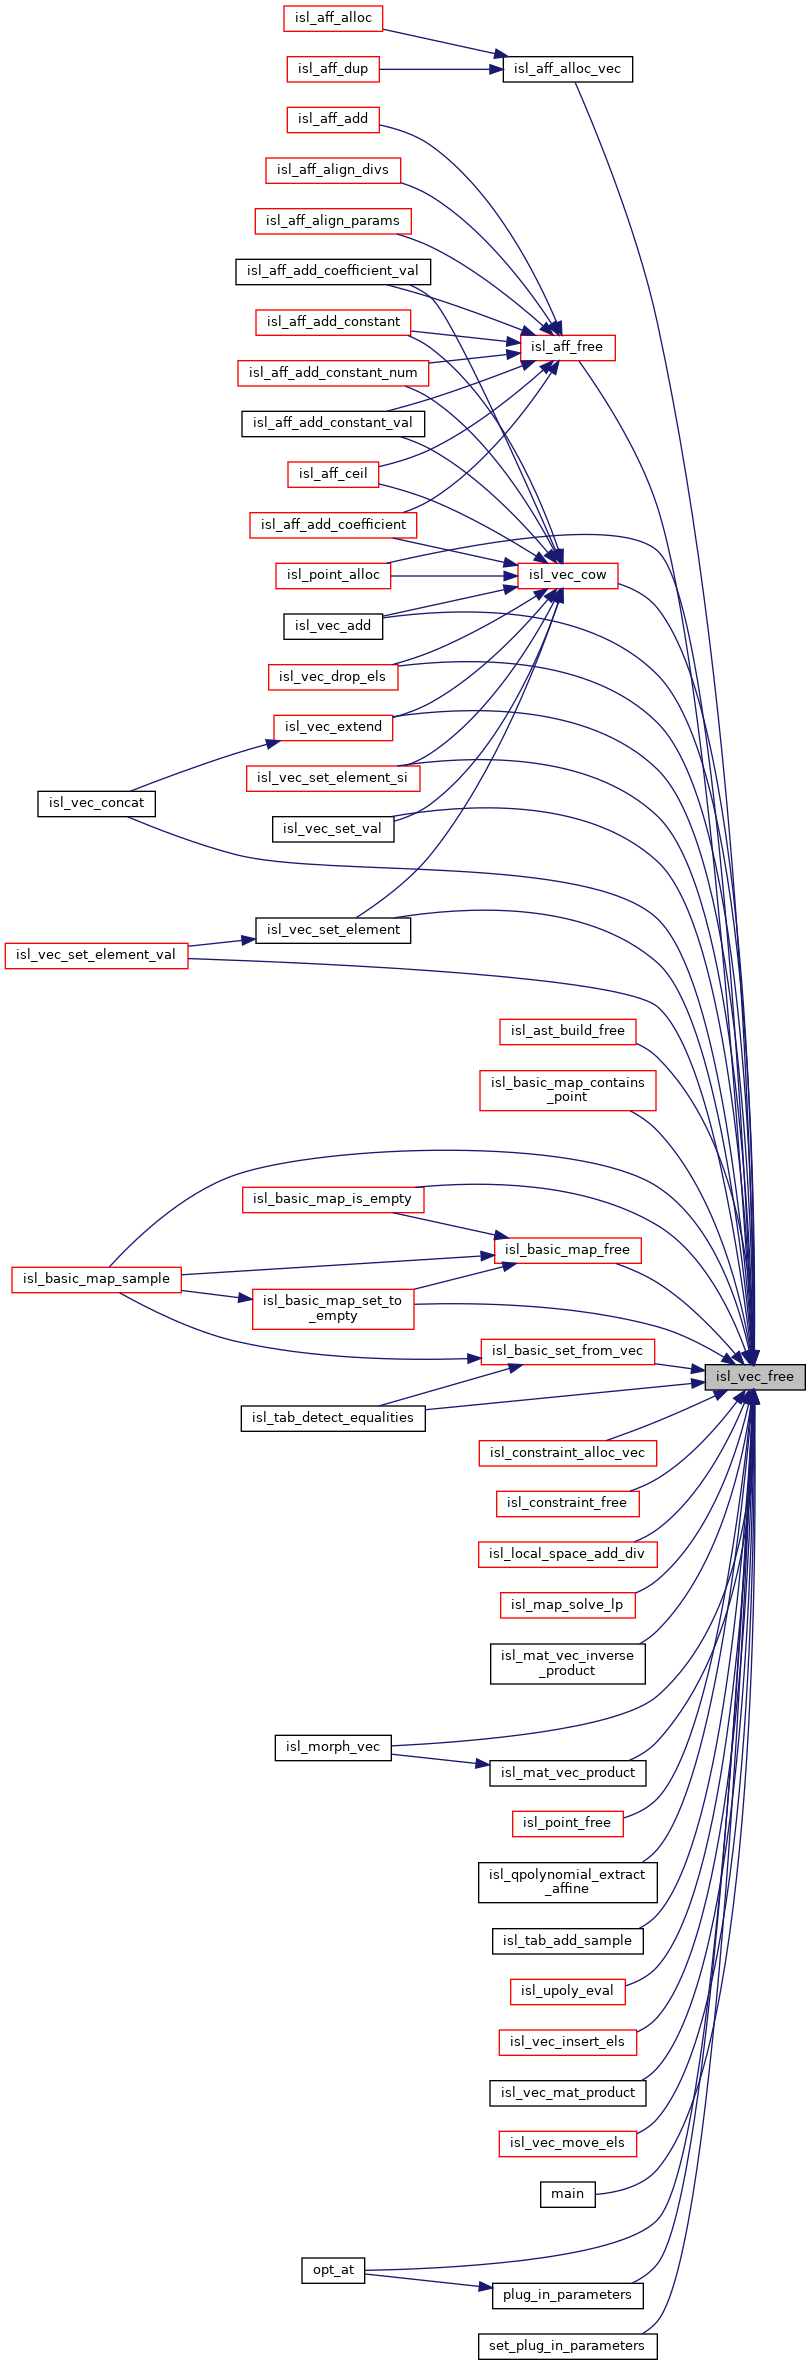 isl_aff_alloc
isl_aff_dup
isl_aff_alloc_vec
isl_aff_add
isl_aff_align_divs
isl_aff_align_params
isl_aff_add_coefficient_val
isl_aff_add_constant
isl_aff_free
isl_aff_add_constant_num
isl_aff_add_constant_val
isl_aff_ceil
isl_aff_add_coefficient
isl_point_alloc
isl_vec_cow
isl_vec_add
isl_vec_drop_els
isl_vec_extend
isl_vec_set_element_si
isl_vec_concat
isl_vec_set_val
isl_vec_set_element
isl_vec_set_element_val
isl_ast_build_free
isl_basic_map_contains
_point
isl_basic_map_is_empty
isl_basic_map_free
isl_basic_map_sample
isl_basic_map_set_to
_empty
isl_basic_set_from_vec
isl_vec_free
isl_tab_detect_equalities
isl_constraint_alloc_vec
isl_constraint_free
isl_local_space_add_div
isl_map_solve_lp
isl_mat_vec_inverse
_product
isl_morph_vec
isl_mat_vec_product
isl_point_free
isl_qpolynomial_extract
_affine
isl_tab_add_sample
isl_upoly_eval
isl_vec_insert_els
isl_vec_mat_product
isl_vec_move_els
main
opt_at
plug_in_parameters
set_plug_in_parameters